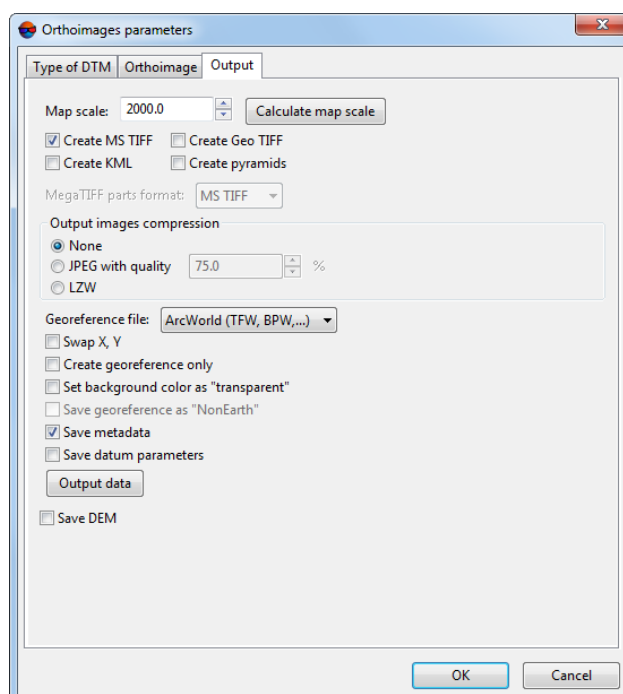 Orthoimages parameters
Type of DTM Orthoimage Output
Map scale: 2000.0 Calculate map scale
Create MS TIFF Create Geo TIFF
Create KML Create pyramids
MegaTIFF parts format: MS TIFF
Output images compression
None
JPEG with quality 75.0 %
LZW
Georeference file: ArcWorld (TFW, BPW,...)
Swap X, Y
Create georeference only
Set background color as "transparent"
Save georeference as "NonEarth"
Save metadata
Save datum parameters
Output data
Save DEM
OK Cancel